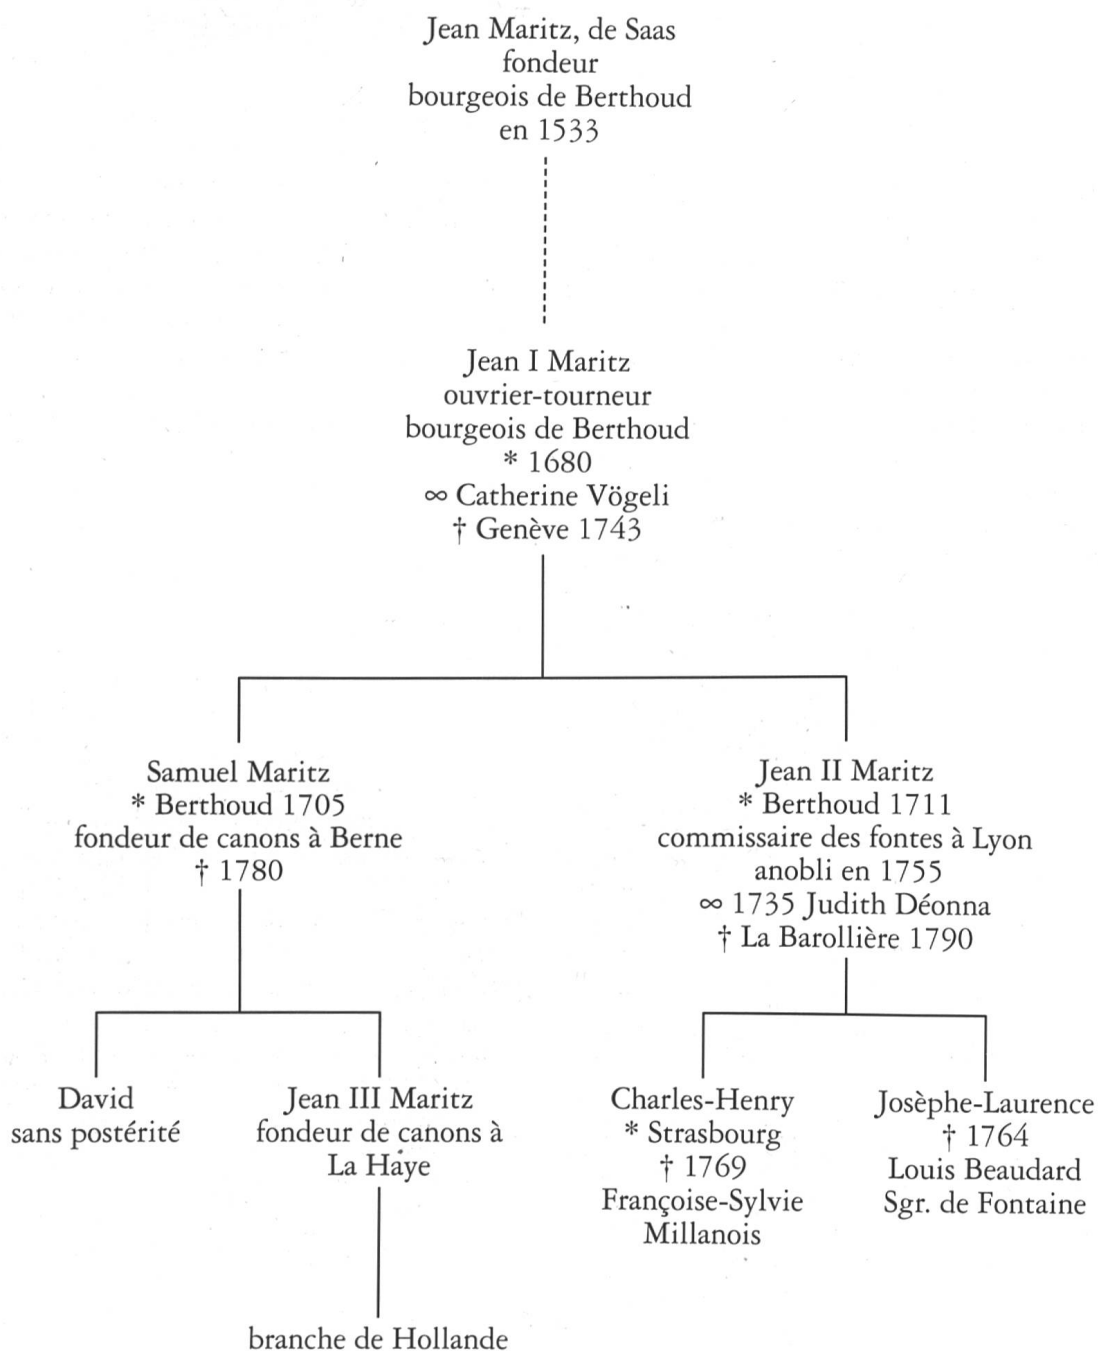 Jean Maritz, de Saas
fondeur
bourgeois de Berthoud
en 1533
Jean I Maritz
ouvrier-tourneur
bourgeois de Berthoud
* 1680
∞ Catherine Vögeli
† Genève 1743
Samuel Maritz
* Berthoud 1705
fondeur de canons à Berne
† 1780
Jean II Maritz
* Berthoud 1711
commissaire des fontes à Lyon
anobli en 1755
∞ 1735 Judith Déonna
† La Barollière 1790
David
sans postérité
Jean III Maritz
fondeur de canons à
La Haye
Charles-Henry
* Strasbourg
† 1769
Françoise-Sylvie
Millanois
Josèphe-Laurence
† 1764
Louis Beaudard
Sgr. de Fontaine
branche de Hollande